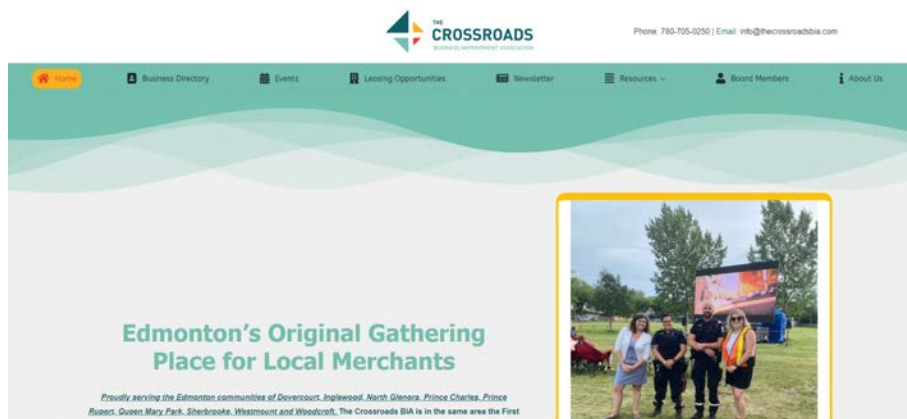 THE
CROSSROADS
BUSINESS IMPROVEMENT ASSOCIATION
Phone: 780-705-0250 | Email: info@thecrossroadsbia.com
Home
Business Directory
Events
Leasing Opportunities
Newsletter
Resources
Board Members
About Us
Edmonton's Original Gathering
Place for Local Merchants
Proudly serving the Edmonton communities of Dovercourt, Inglewood, North Glenora, Prince Charles, Prince
Rupert, Queen Mary Park, Sherbrooke, Westmount and Woodcroft. The Crossroads BIA is in the same area the First